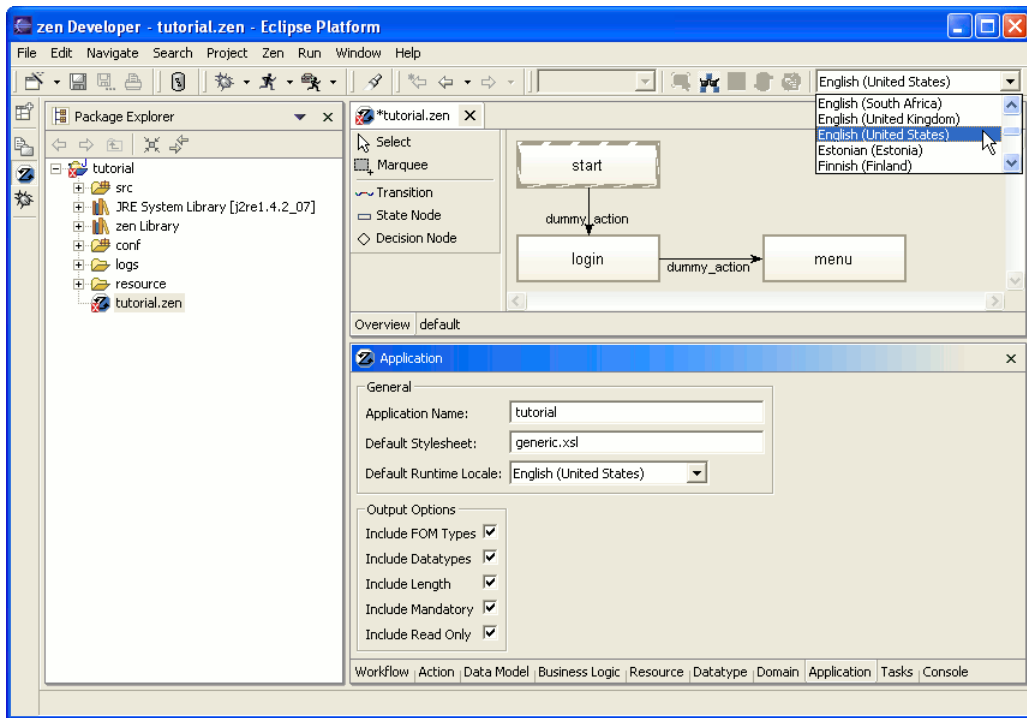 zen Developer - tutorial.zen - Eclipse Platform
File Edit Navigate Search Project Zen Run Window Help
English (United States)
English (South Africa)
English (United Kingdom)
English (United States)
Estonian (Estonia)
Finnish (Finland)
Package Explorer
tutorial
src
JRE System Library [j2re1.4.2_07]
zen Library
conf
logs
resource
tutorial.zen
*tutorial.zen
Select
Marquee
Transition
State Node
Decision Node
start
dummy_action
login
dummy_action
menu
Overview default
Application
General
Application Name: tutorial
Default Stylesheet: generic.xsl
Default Runtime Locale: English (United States)
Output Options
Include FOM Types
Include Datatypes
Include Length
Include Mandatory
Include Read Only
Workflow Action Data Model Business Logic Resource Datatype Domain Application Tasks Console